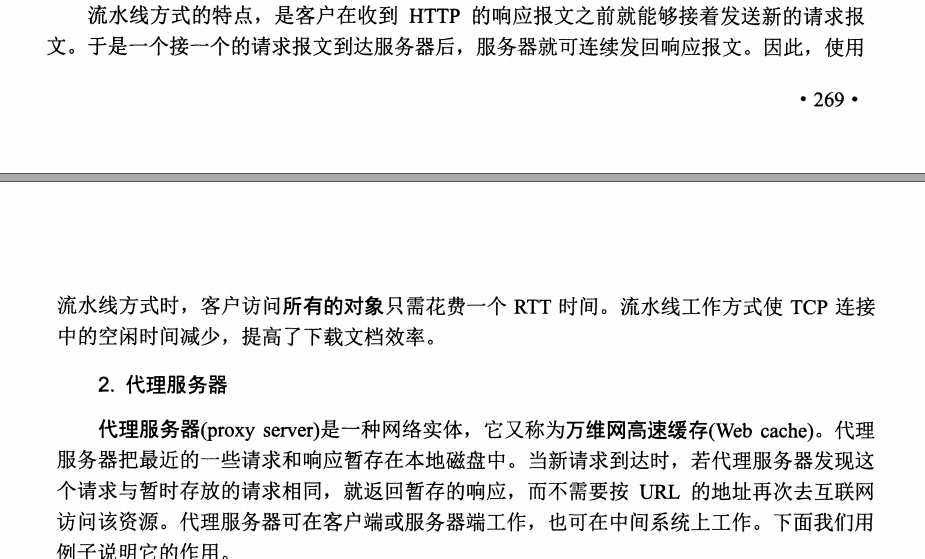 流水线方式的特点，是客户在收到 HTTP 的响应报文之前就能够接着发送新的请求报
文。于是一个接一个的请求报文到达服务器后，服务器就可连续发回响应报文。因此，使用
• 269 •
流水线方式时，客户访问所有的对象只需花费一个 RTT 时间。流水线工作方式使 TCP 连接
中的空闲时间减少，提高了下载文档效率。
2. 代理服务器
代理服务器(proxy server)是一种网络实体，它又称为万维网高速缓存(Web cache)。代理
服务器把最近的一些请求和响应暂存在本地磁盘中。当新请求到达时，若代理服务器发现这
个请求与暂时存放的请求相同，就返回暂存的响应，而不需要按 URL 的地址再次去互联网
访问该资源。代理服务器可在客户端或服务器端工作，也可在中间系统上工作。下面我们用
例子说明它的作用。